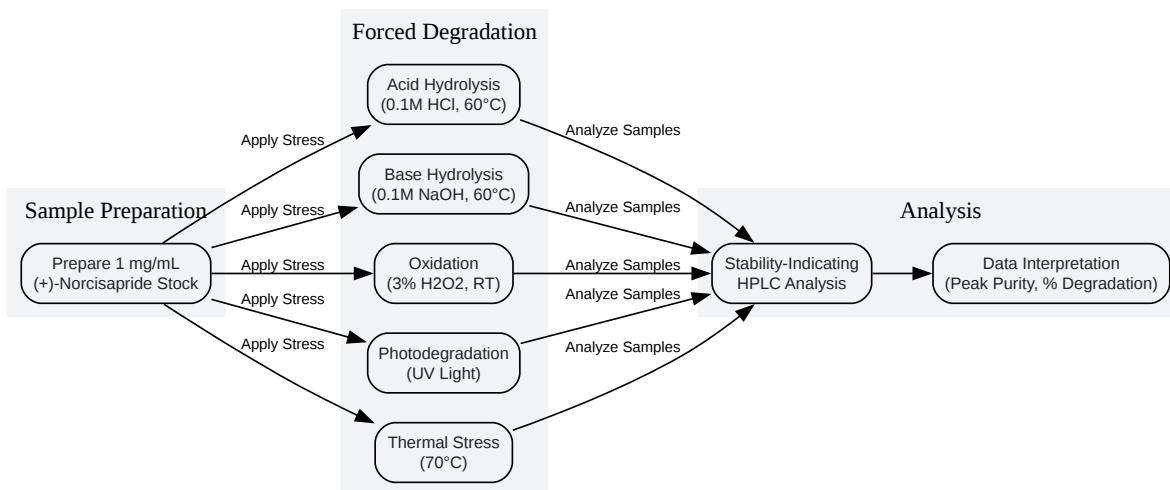 Sample Preparation
Prepare 1 mg/mL
(+)-Norcisapride Stock
Apply Stress
Apply Stress
Apply Stress
Apply Stress
Apply Stress
Forced Degradation
Acid Hydrolysis
(0.1M HCl, 60°C)
Base Hydrolysis
(0.1M NaOH, 60°C)
Oxidation
(3% H2O2, RT)
Photodegradation
(UV Light)
Thermal Stress
(70°C)
Analyze Samples
Analyze Samples
Analyze Samples
Analyze Samples
Analyze Samples
Analysis
Stability-Indicating
HPLC Analysis
Data Interpretation
(Peak Purity, % Degradation)